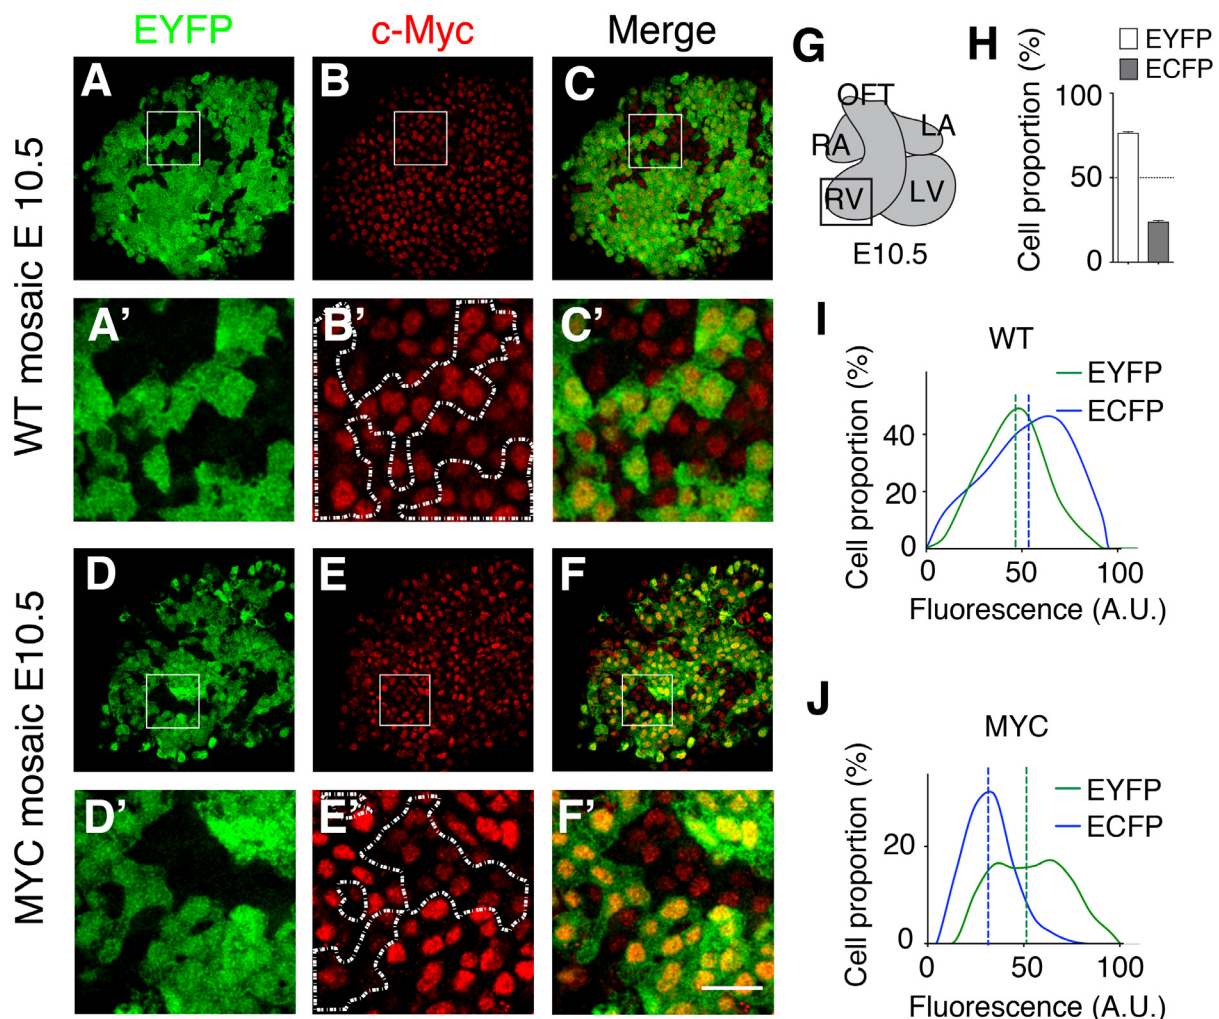 EYFP
c-Myc
Merge
WT mosaic E 10.5
A
B
C
A’
B’
C’
MYC mosaic E10.5
D
E
F
D’
E’
F’
G
OFT
RA
LA
RV
LV
E10.5
H
EYFP
ECFP
Cell proportion (%)
100
50
0
I
WT
EYFP
ECFP
Cell proportion (%)
40
20
0
0
50
100
Fluorescence (A.U.)
J
MYC
EYFP
ECFP
Cell proportion (%)
20
0
0
50
100
Fluorescence (A.U.)